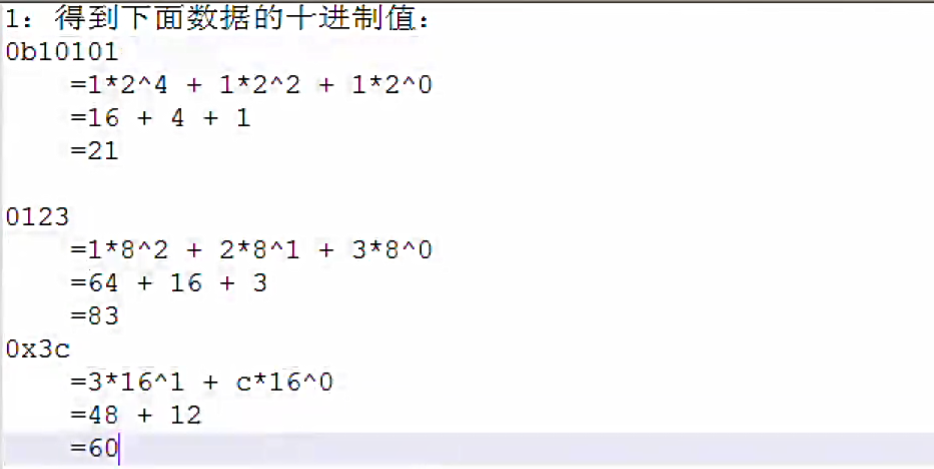 1：得到下面数据的十进制值：
0b10101
=1*2^4 + 1*2^2 + 1*2^0
=16 + 4 + 1
=21
0123
=1*8^2 + 2*8^1 + 3*8^0
=64 + 16 + 3
=83
0x3c
=3*16^1 + c*16^0
=48 + 12
=60